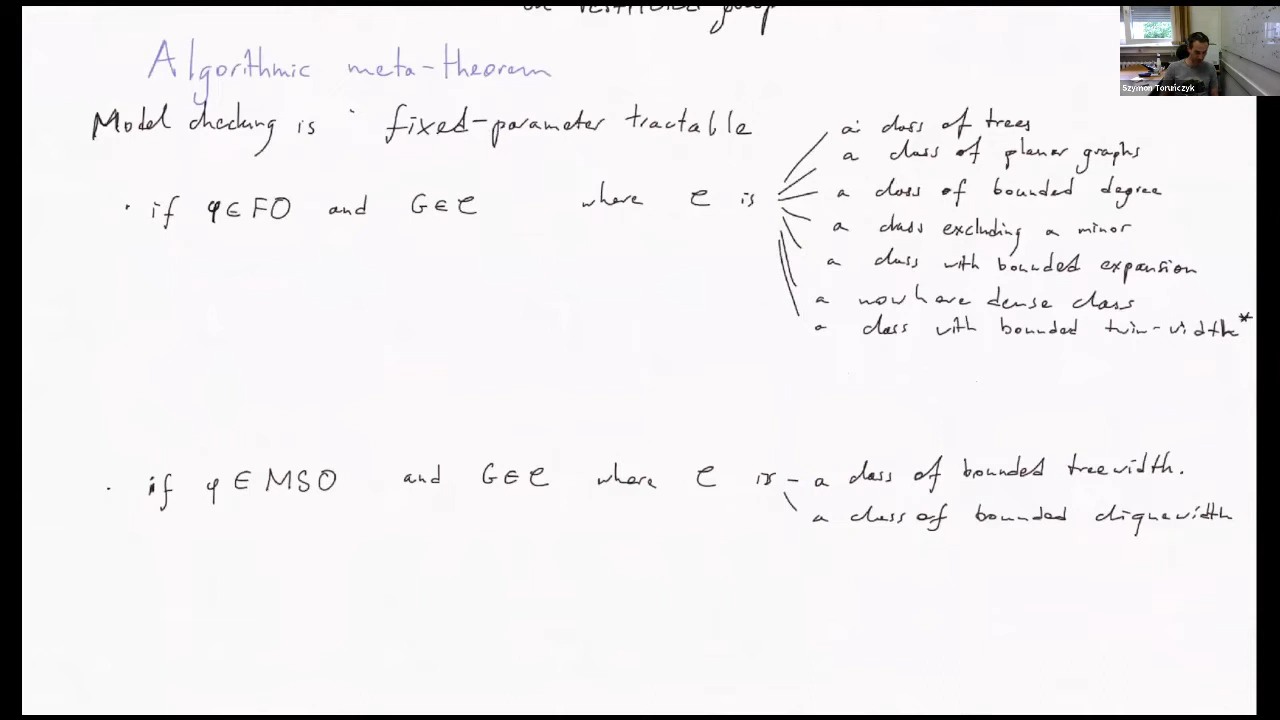 on restricted
Algorithmic meta-theorem
Szymon Toruńczyk
Model checking is fixed-parameter tractable
· if φ ∈ FO and G ∈ C where C is
a class of trees
a class of planar graphs
a class of bounded degree
a class excluding a minor
a class with bounded expansion
a nowhere dense class
a class with bounded twin-width*
· if φ ∈ MSO and G ∈ C where C is - a class of bounded treewidth.
a class of bounded cliquewidth